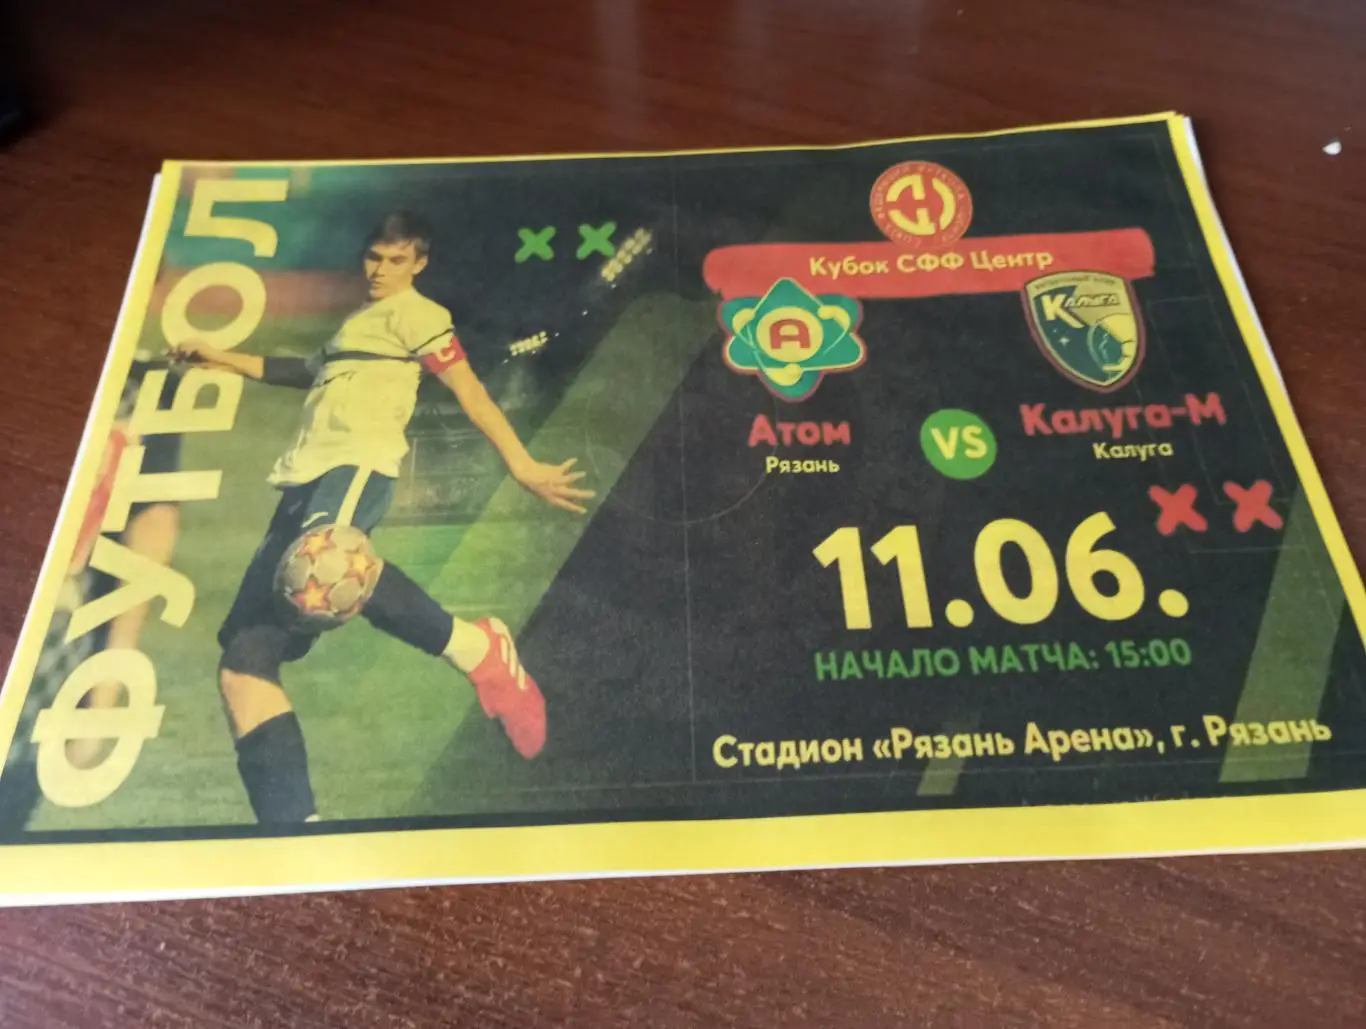 ФУТБОЛ
Кубок СФФ Центр
А
Калуга
Атом
Рязань
VS
Калуга-М
Калуга
11.06.
НАЧАЛО МАТЧА: 15:00
Стадион «Рязань Арена», г. Рязань